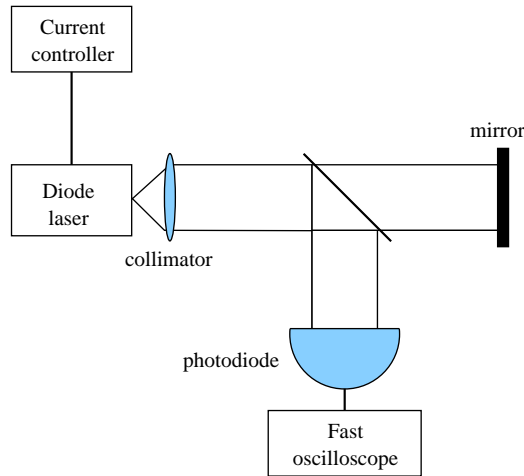 Current
controller
mirror
Diode
laser
collimator
photodiode
Fast
oscilloscope